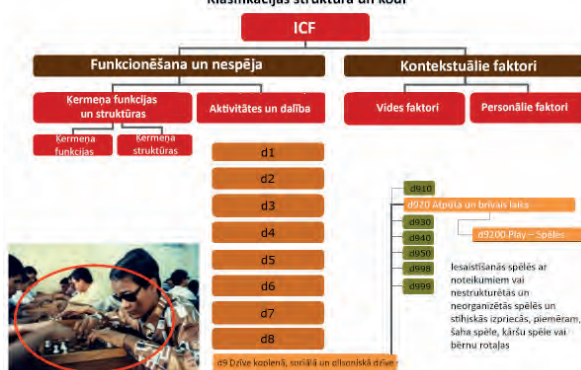 Klasifikācijas struktūra un kodi
ICF
Funkcionēšana un nespēja
Kontekstuālie faktori
Ķermeņa funkcijas
un struktūras
Aktivitātes un dalība
Vides faktori
Personālie faktori
Ķermeņa
funkcijas
Ķermeņa
struktūras
d1
d2
d3
d4
d5
d6
d7
d8
d9 Dzīve kopienā, sociālā un pilsoniskā dzīve
d910
d920 Atpūta un brīvais laiks
d9200 Play – Spēles
d930
d940
d950
d998
d999
Iesaistīšanās spēlēs ar
noteikumiem vai
nestrukturētās un
neorganizētās spēlēs un
stihiskās izpriecās, piemēram,
šaha spēle, kāršu spēle vai
bērnu rotaļas